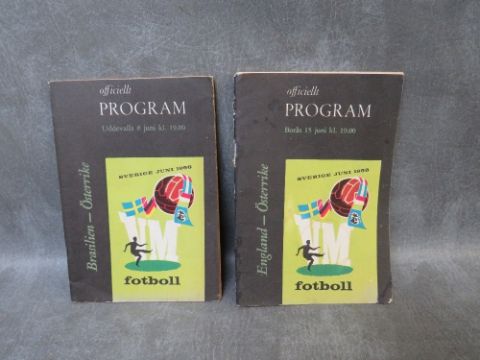 officiellt
PROGRAM
Uddevalla 8 juni kl. 19.00
Brasilien – Österrike
SVERIGE JUNI 1958
VM
fotboll
officiellt
PROGRAM
Borås 15 juni kl. 19.00
England – Österrike
SVERIGE JUNI 1958
VM
fotboll